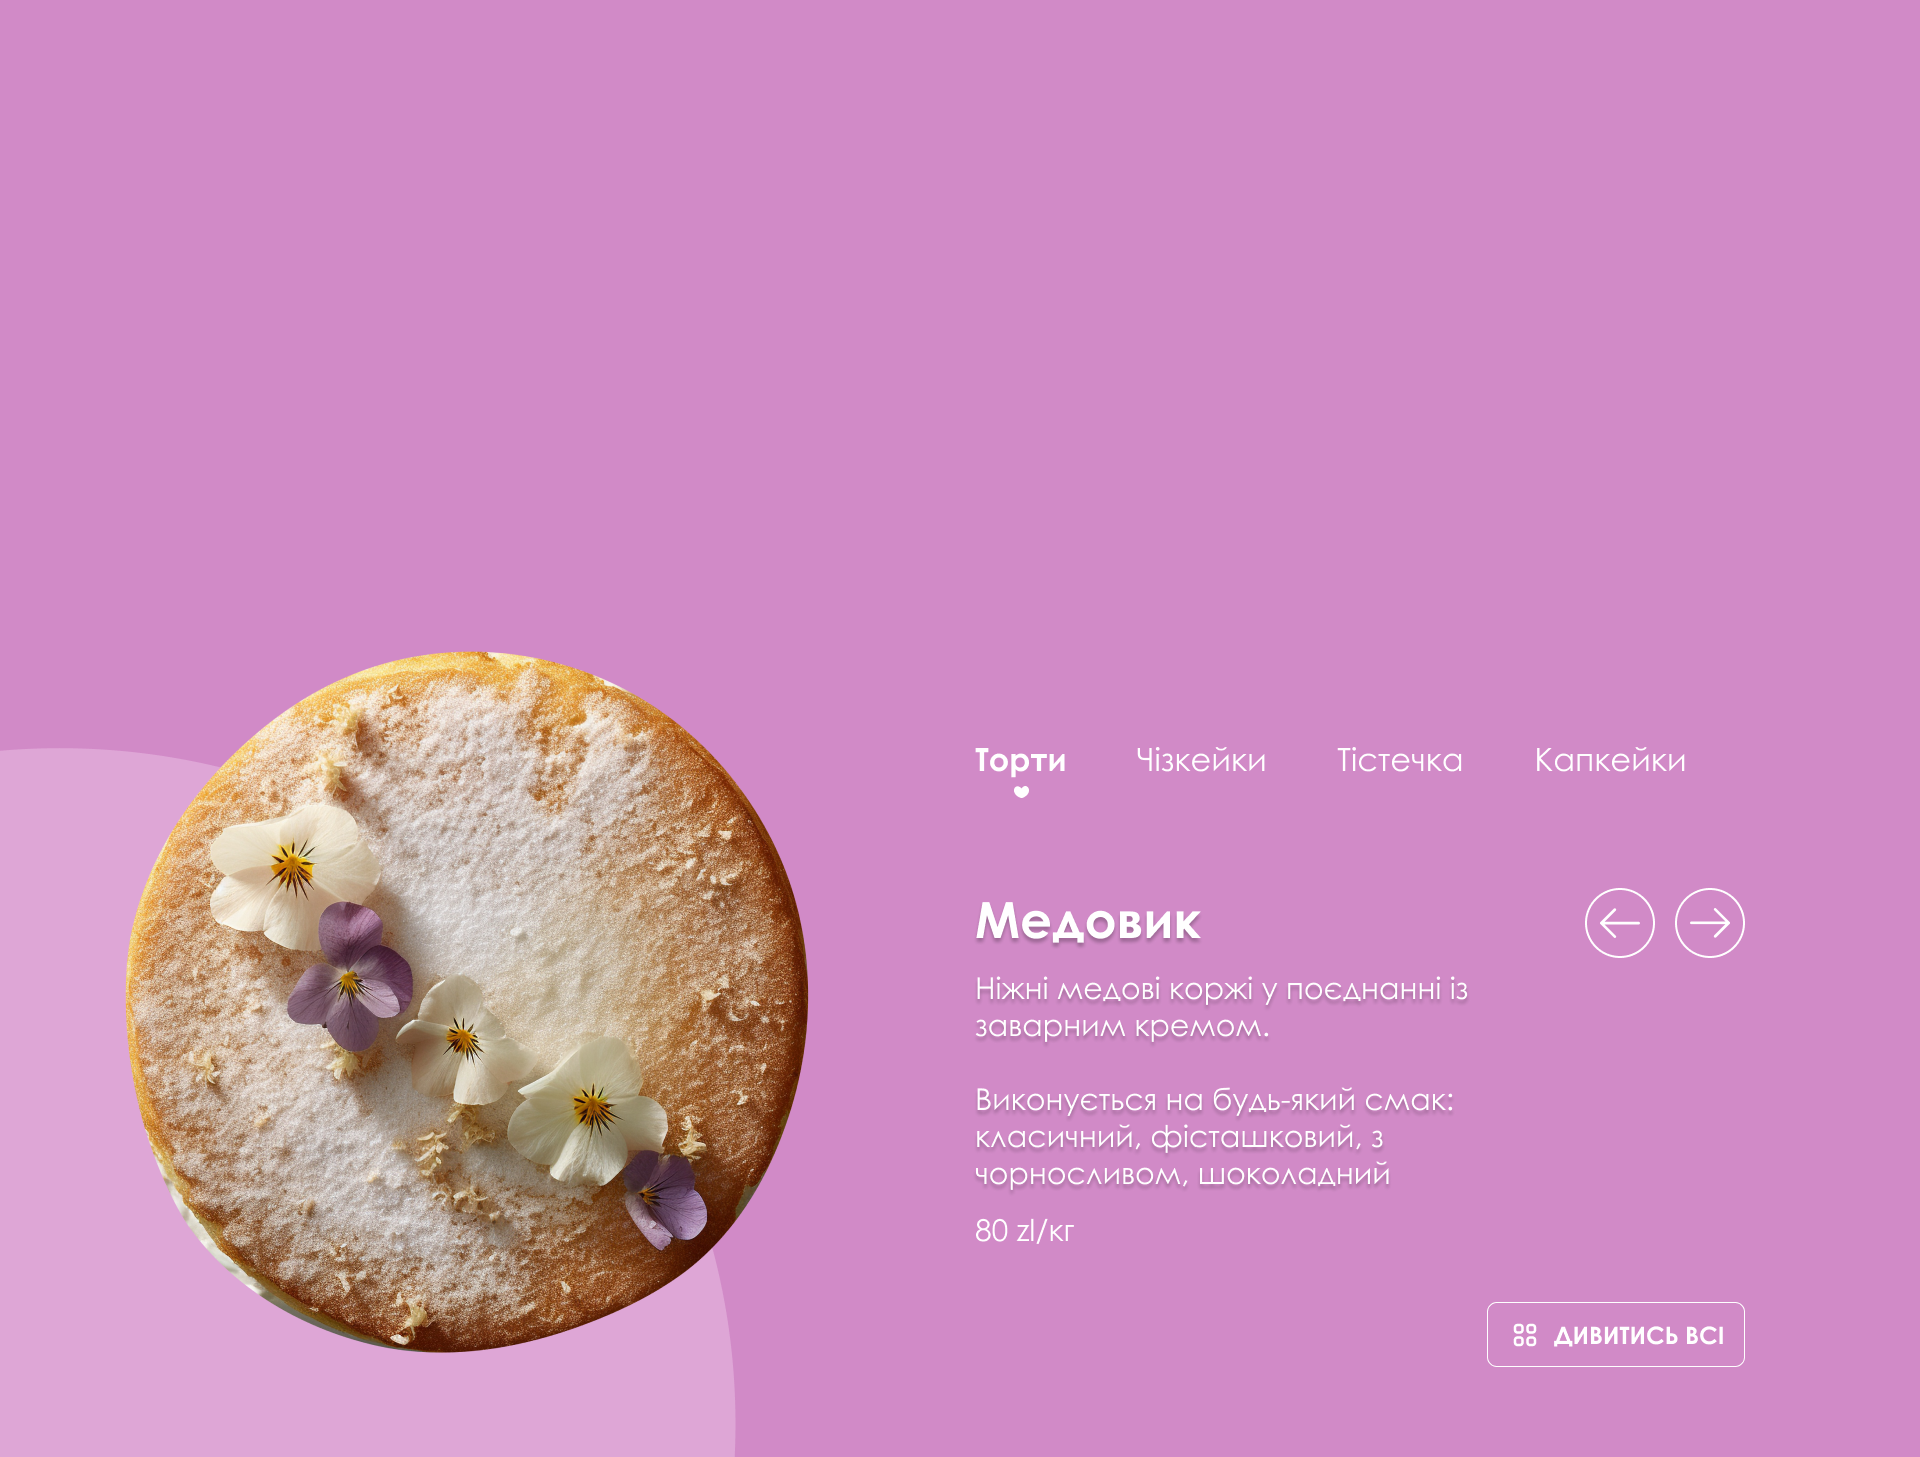 Торти Чізкейки Тістечка Капкейки
Медовик
Ніжні медові коржі у поєднанні із
заварним кремом.
Виконується на будь-який смак:
класичний, фісташковий, з
чорносливом, шоколадний
80 zl/кг
ДИВИТИСЬ ВСІ